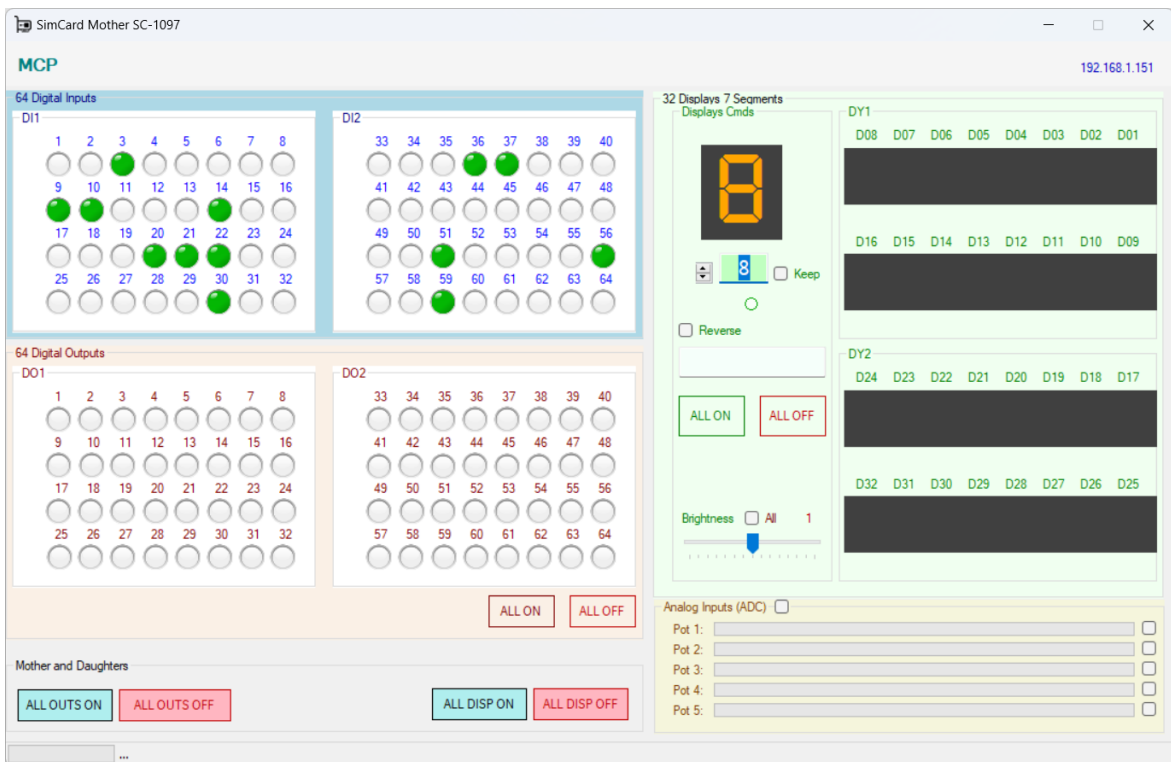 SimCard Mother SC-1097
MCP
192.168.1.151
64 Digital Inputs
DI1
1 2 3 4 5 6 7 8
9 10 11 12 13 14 15 16
17 18 19 20 21 22 23 24
25 26 27 28 29 30 31 32
DI2
33 34 35 36 37 38 39 40
41 42 43 44 45 46 47 48
49 50 51 52 53 54 55 56
57 58 59 60 61 62 63 64
64 Digital Outputs
DO1
1 2 3 4 5 6 7 8
9 10 11 12 13 14 15 16
17 18 19 20 21 22 23 24
25 26 27 28 29 30 31 32
DO2
33 34 35 36 37 38 39 40
41 42 43 44 45 46 47 48
49 50 51 52 53 54 55 56
57 58 59 60 61 62 63 64
ALL ON ALL OFF
Mother and Daughters
ALL OUTS ON ALL OUTS OFF ALL DISP ON ALL DISP OFF
...
32 Displays 7 Segments
Displays Cmds
8
8 Keep
Reverse
ALL ON ALL OFF
Brightness All 1
DY1
D08 D07 D06 D05 D04 D03 D02 D01
D16 D15 D14 D13 D12 D11 D10 D09
DY2
D24 D23 D22 D21 D20 D19 D18 D17
D32 D31 D30 D29 D28 D27 D26 D25
Analog Inputs (ADC)
Pot 1:
Pot 2:
Pot 3:
Pot 4:
Pot 5: